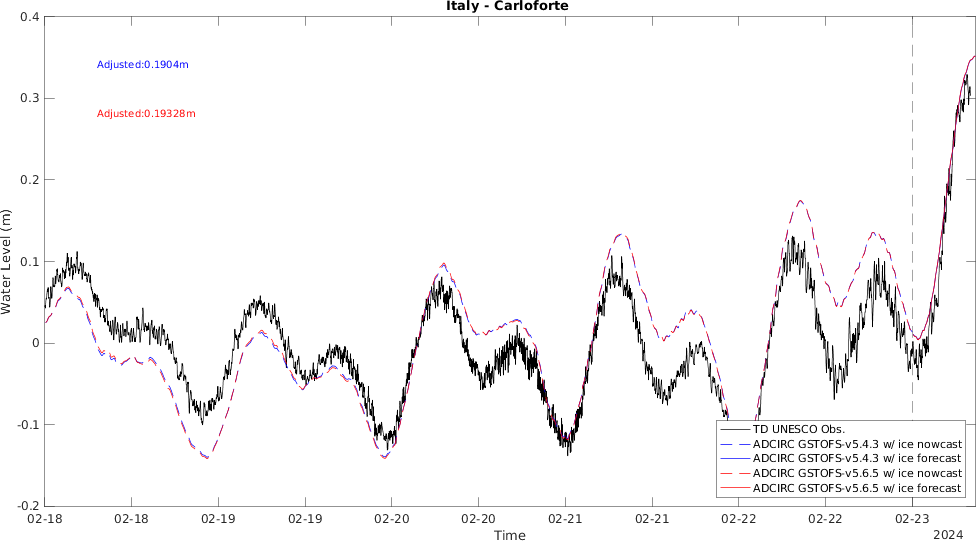 Italy - Carloforte
0.4
Adjusted:0.1904m
0.3
Adjusted:0.19328m
0.2
0.1
0
-0.1
-0.2
Water Level (m)
TD UNESCO Obs.
ADCIRC GSTOFS-v5.4.3 w/ ice nowcast
ADCIRC GSTOFS-v5.4.3 w/ ice forecast
ADCIRC GSTOFS-v5.6.5 w/ ice nowcast
ADCIRC GSTOFS-v5.6.5 w/ ice forecast
02-18 02-18 02-19 02-19 02-20 02-20 02-21 02-21 02-22 02-22 02-23
Time
2024